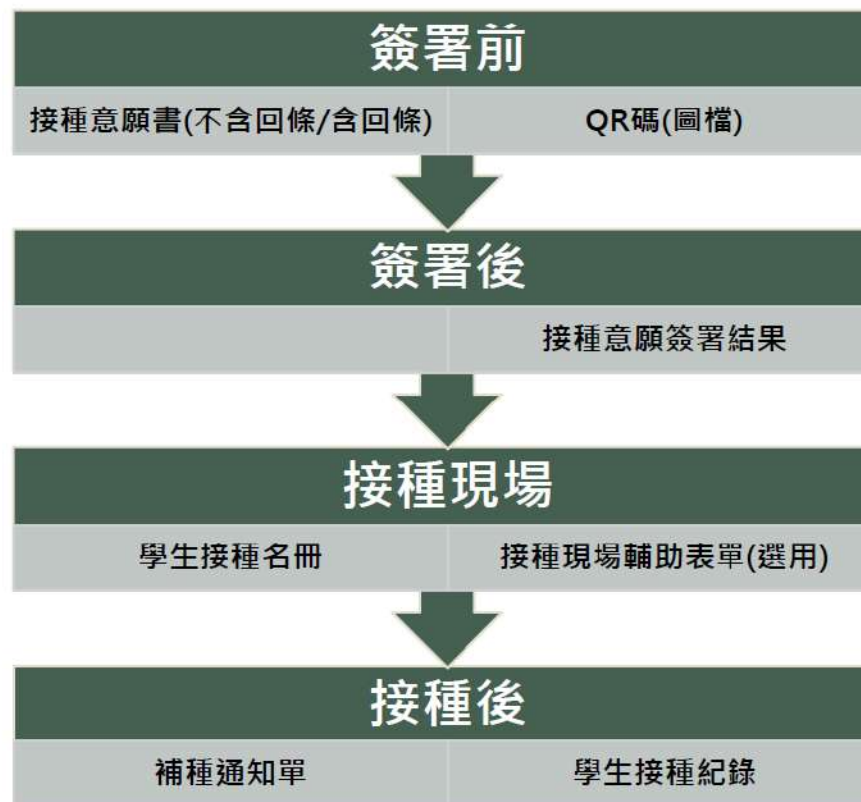 簽署前
接種意願書(不含回條/含回條)
QR碼(圖檔)
簽署後
接種意願簽署結果
接種現場
學生接種名冊
接種現場輔助表單(選用)
接種後
補種通知單
學生接種紀錄